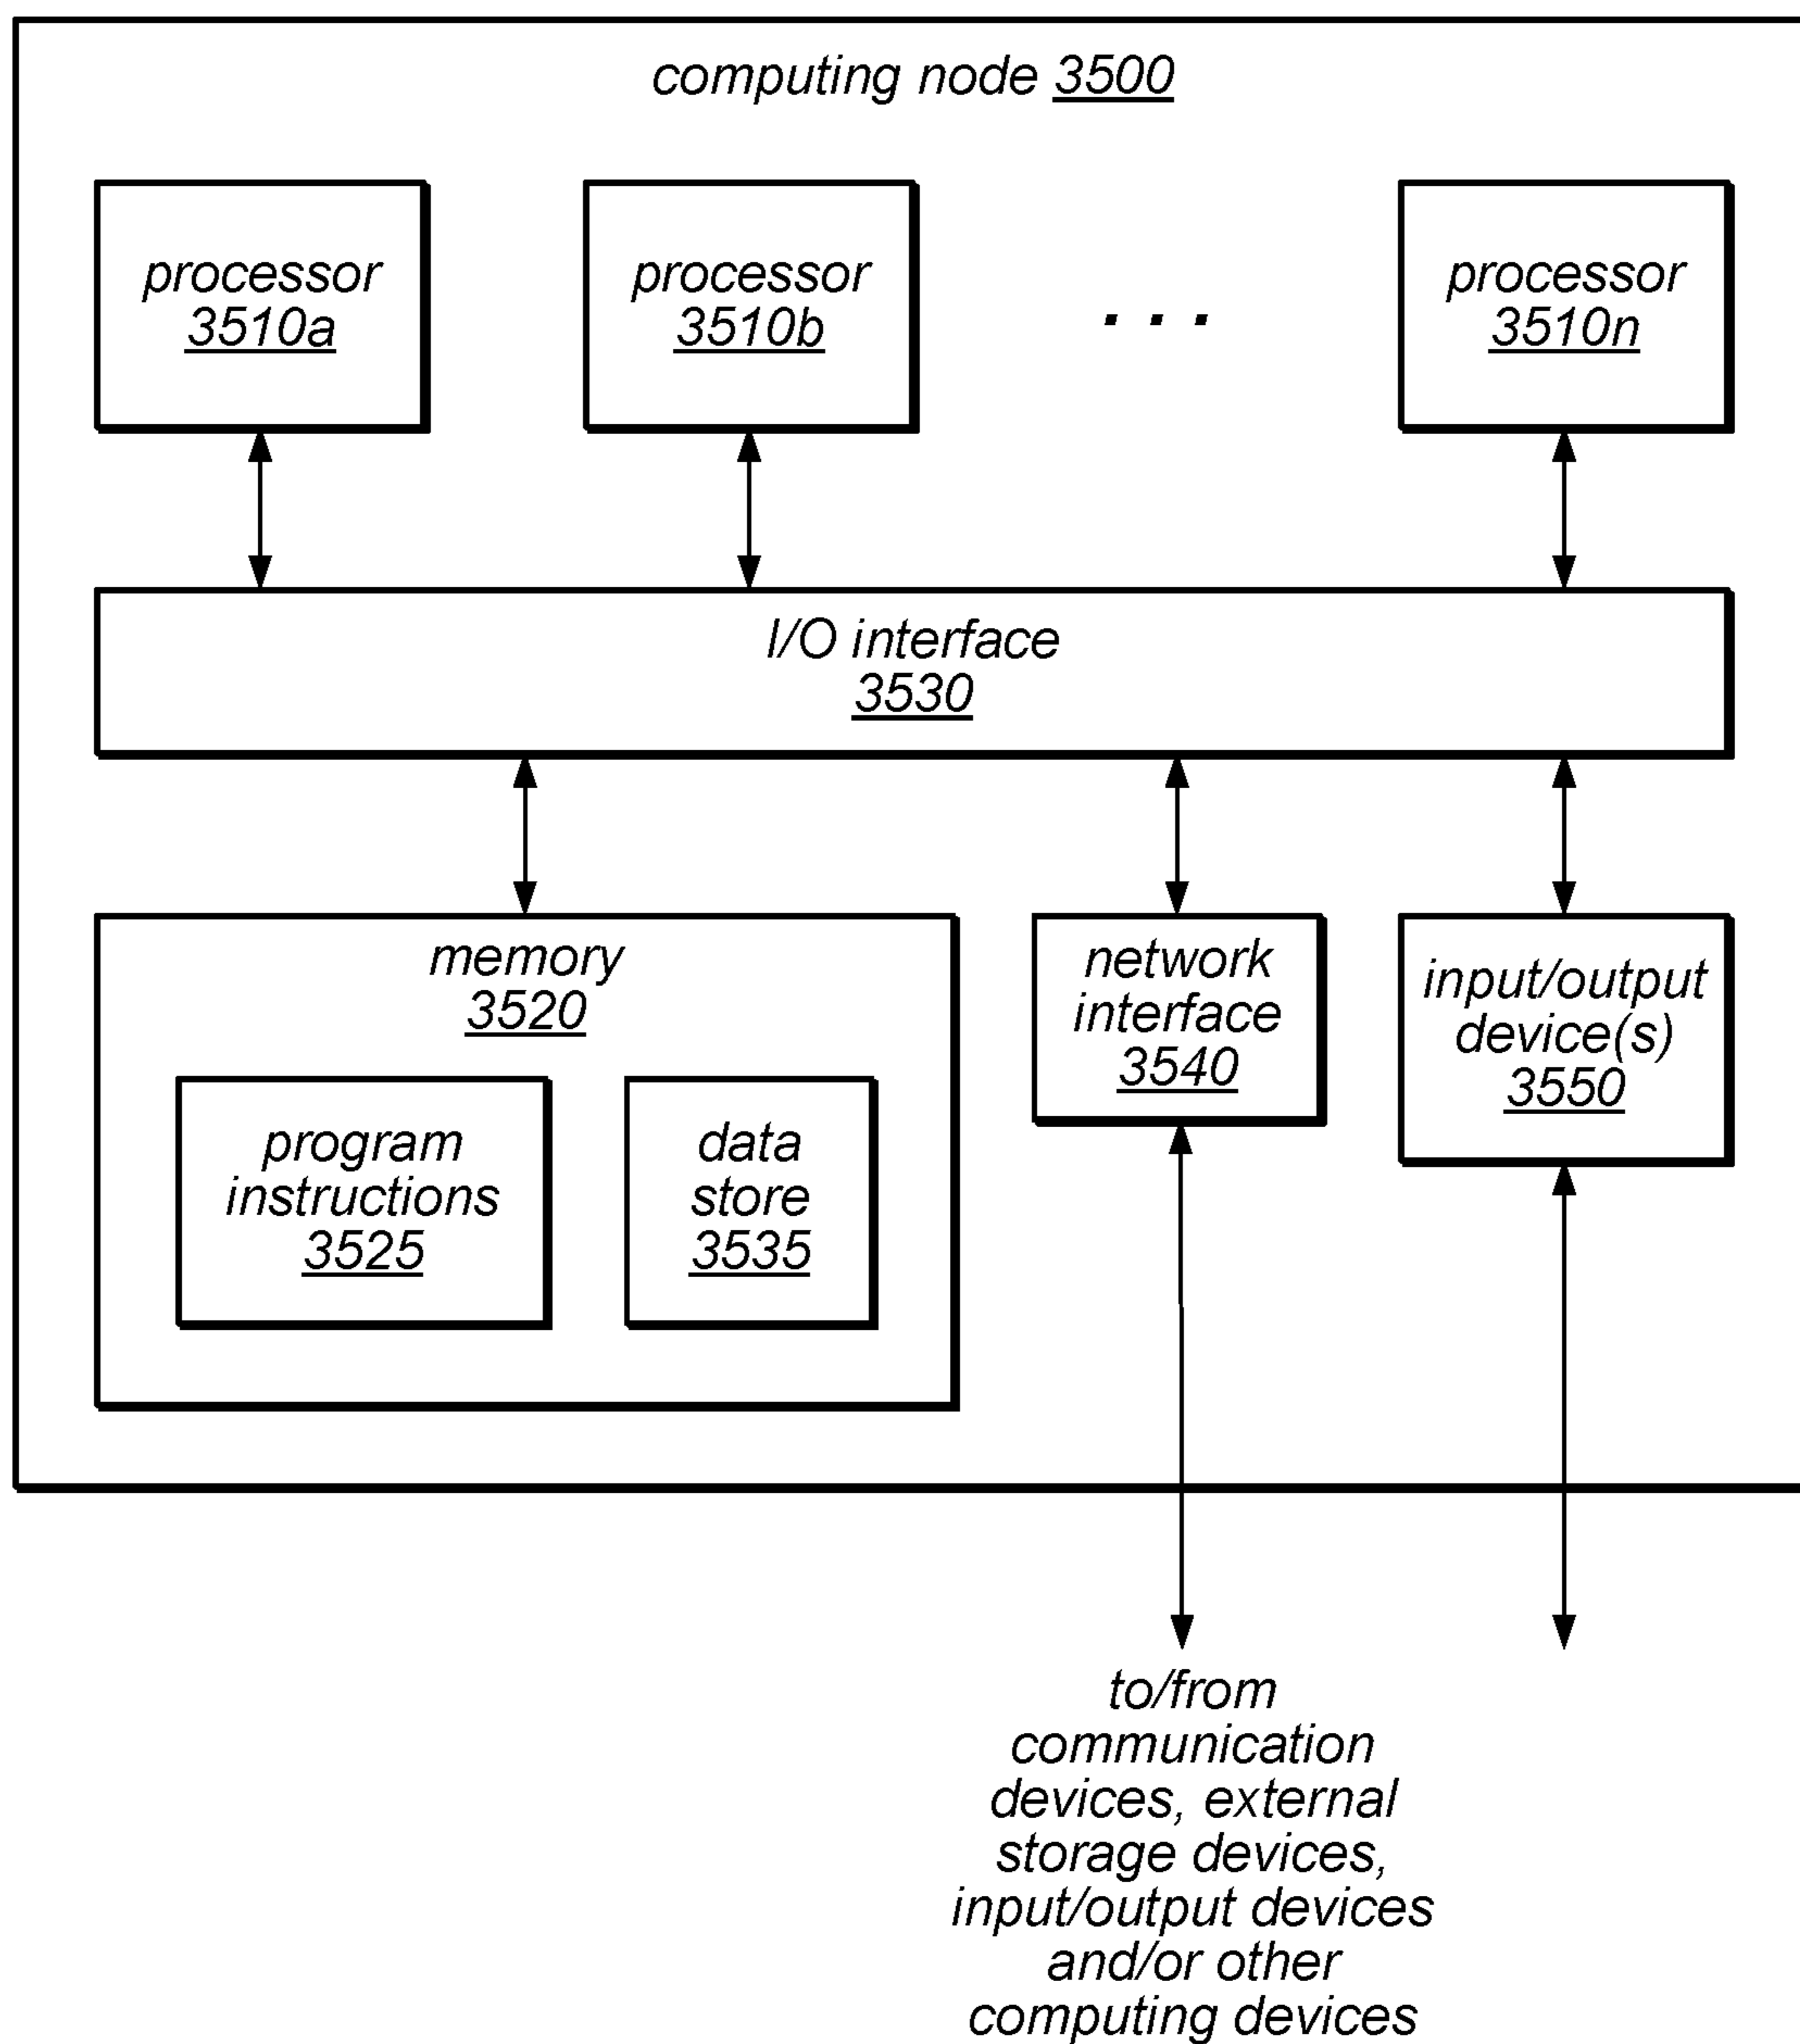 computing node 3500
processor
3510a
processor
3510b
. . .
processor
3510n
I/O interface
3530
memory
3520
program
instructions
3525
data
store
3535
network
interface
3540
input/output
device(s)
3550
to/from
communication
devices, external
storage devices,
input/output devices
and/or other
computing devices